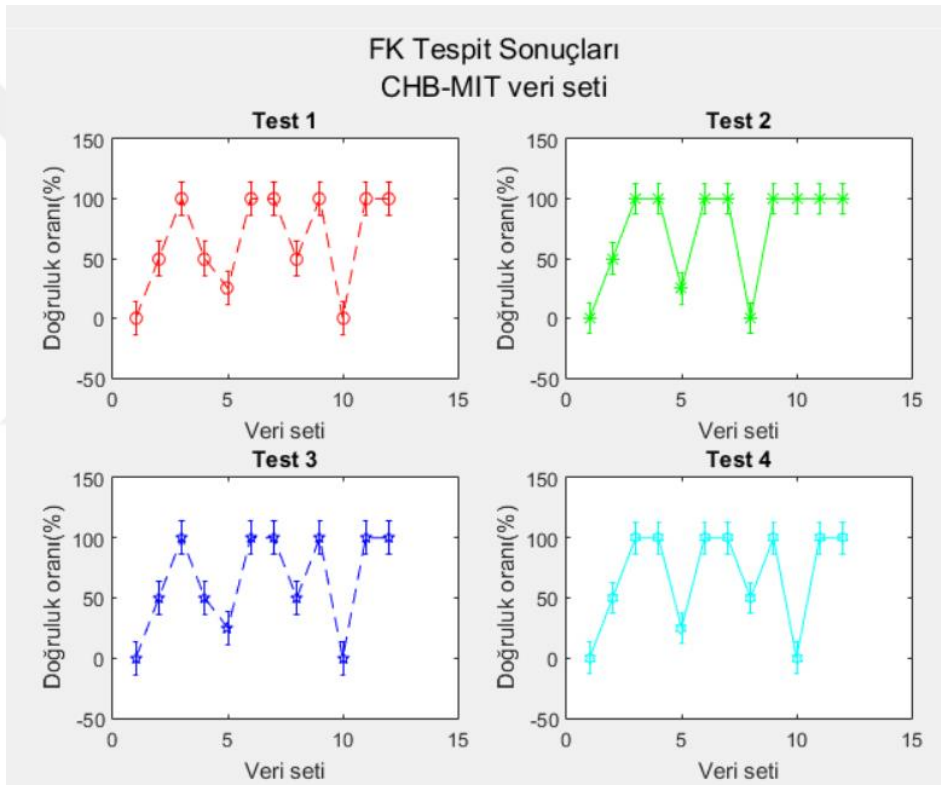 FK Tespit Sonuçları
CHB-MIT veri seti
Test 1
Doğruluk oranı(%)
150
100
50
0
-50
0 5 10 15
Veri seti
Test 2
Doğruluk oranı(%)
150
100
50
0
-50
0 5 10 15
Veri seti
Test 3
Doğruluk oranı(%)
150
100
50
0
-50
0 5 10 15
Veri seti
Test 4
Doğruluk oranı(%)
150
100
50
0
-50
0 5 10 15
Veri seti